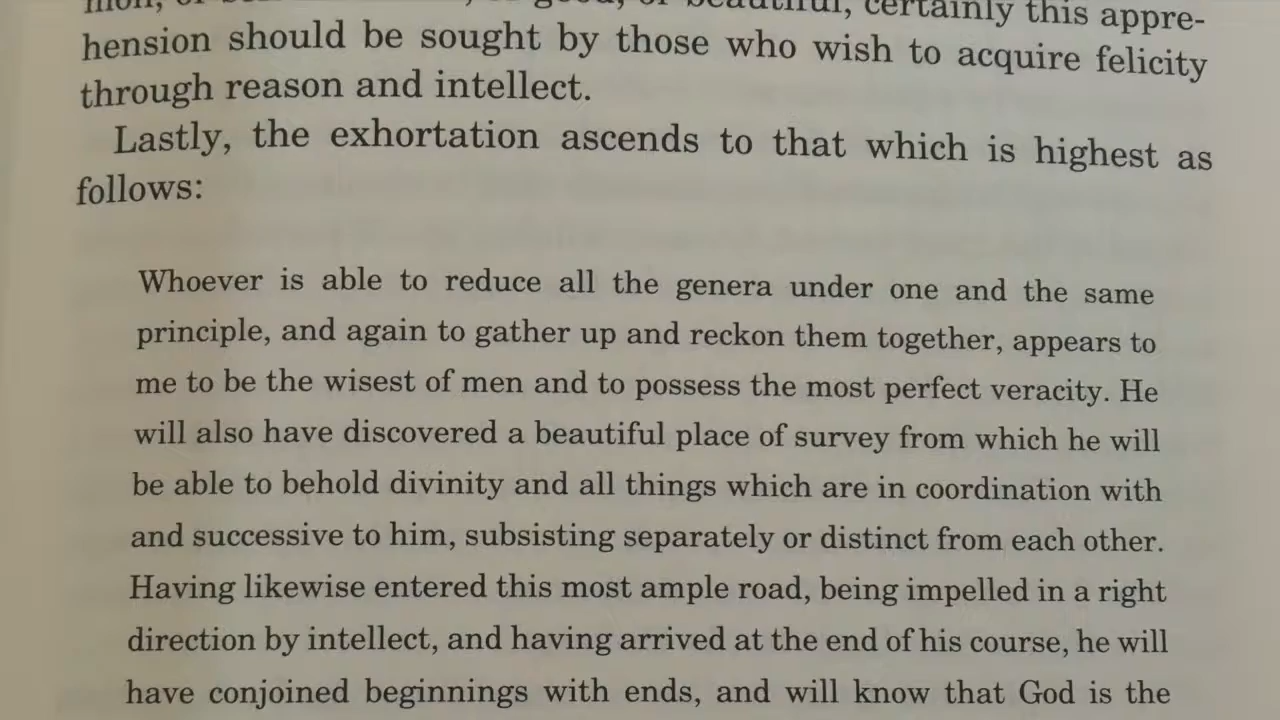 good, or beautiful, certainly this appre-
hension should be sought by those who wish to acquire felicity
through reason and intellect.
Lastly, the exhortation ascends to that which is highest as
follows:
Whoever is able to reduce all the genera under one and the same
principle, and again to gather up and reckon them together, appears to
me to be the wisest of men and to possess the most perfect veracity. He
will also have discovered a beautiful place of survey from which he will
be able to behold divinity and all things which are in coordination with
and successive to him, subsisting separately or distinct from each other.
Having likewise entered this most ample road, being impelled in a right
direction by intellect, and having arrived at the end of his course, he will
have conjoined beginnings with ends, and will know that God is the